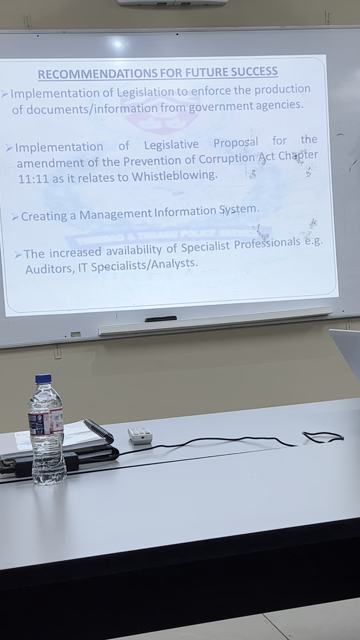 RECOMMENDATIONS FOR FUTURE SUCCESS
➢Implementation of Legislation to enforce the production
of documents/information from government agencies.
➢Implementation of Legislative Proposal for the
amendment of the Prevention of Corruption Act Chapter
11:11 as it relates to Whistleblowing.
➢Creating a Management Information System.
➢The increased availability of Specialist Professionals e.g.
Auditors, IT Specialists/Analysts.